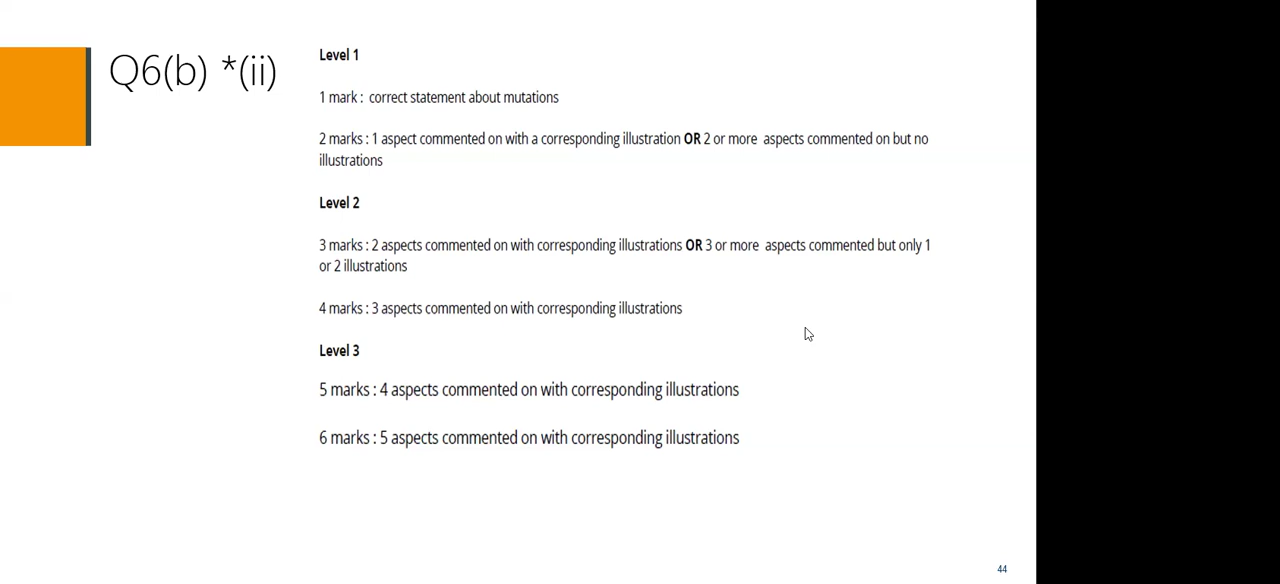 Q6(b) *(ii)
Level 1
1 mark : correct statement about mutations
2 marks : 1 aspect commented on with a corresponding illustration OR 2 or more aspects commented on but no
illustrations
Level 2
3 marks : 2 aspects commented on with corresponding illustrations OR 3 or more aspects commented but only 1
or 2 illustrations
4 marks : 3 aspects commented on with corresponding illustrations
Level 3
5 marks : 4 aspects commented on with corresponding illustrations
6 marks : 5 aspects commented on with corresponding illustrations
44